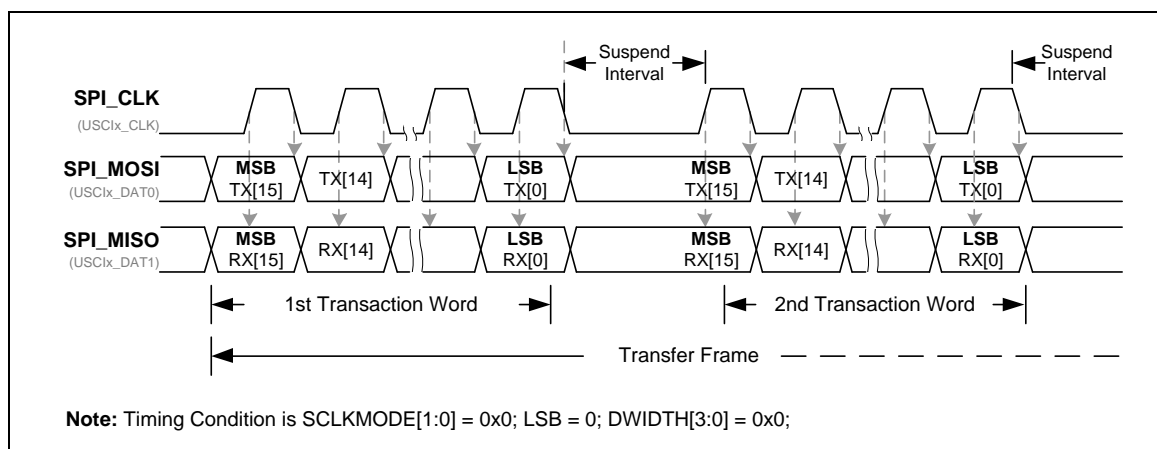 Suspend Interval
Suspend Interval
SPI_CLK
(USCIx_CLK)
SPI_MOSI
(USCIx_DAT0)
MSB
TX[15]
TX[14]
LSB
TX[0]
MSB
TX[15]
TX[14]
LSB
TX[0]
SPI_MISO
(USCIx_DAT1)
MSB
RX[15]
RX[14]
LSB
RX[0]
MSB
RX[15]
RX[14]
LSB
RX[0]
1st Transaction Word
2nd Transaction Word
Transfer Frame
Note: Timing Condition is SCLKMODE[1:0] = 0x0; LSB = 0; DWIDTH[3:0] = 0x0;